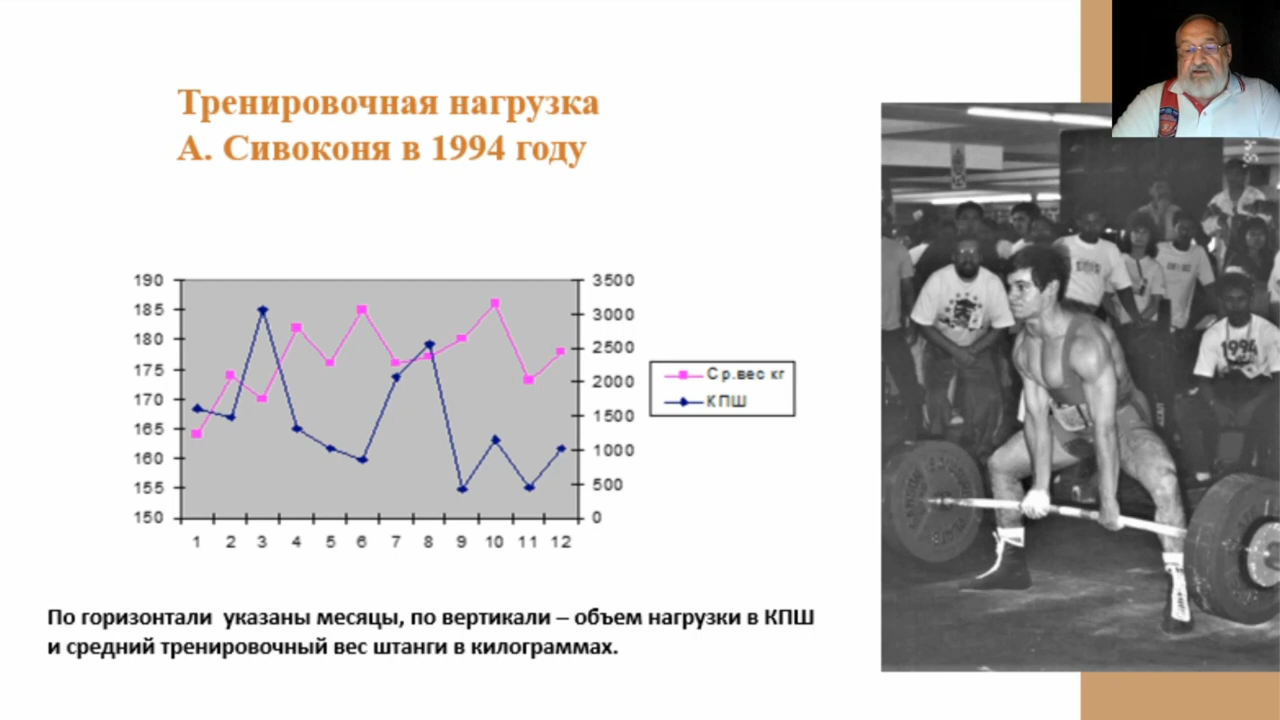 Тренировочная нагрузка
А. Сивоконя в 1994 году
190
185
180
175
170
165
160
155
150
3500
3000
2500
2000
1500
1000
500
0
1 2 3 4 5 6 7 8 9 10 11 12
Ср.вес кг
КПШ
По горизонтали указаны месяцы, по вертикали – объем нагрузки в КПШ
и средний тренировочный вес штанги в килограммах.
1994